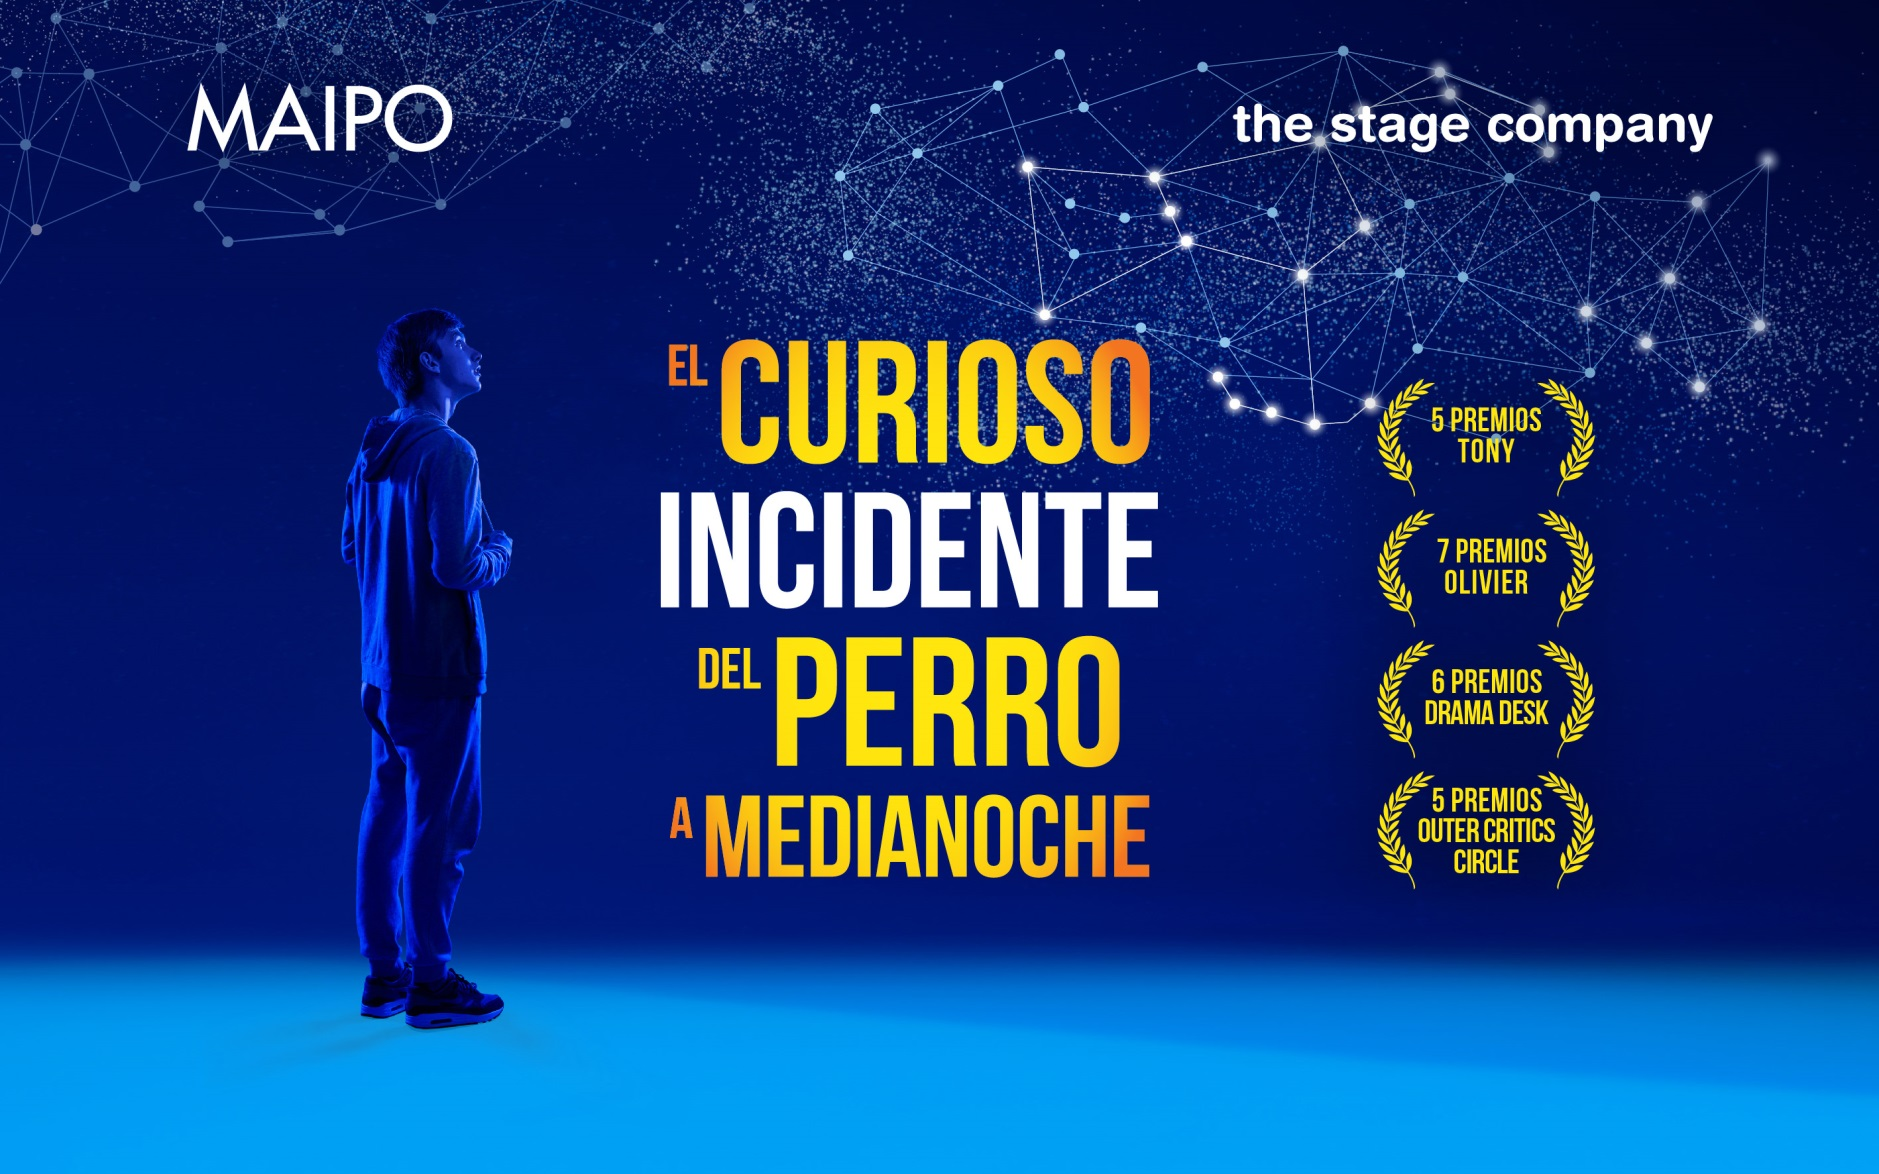 MAIPO
the stage company
EL CURIOSO
INCIDENTE
DEL PERRO
A MEDIANOCHE
5 PREMIOS
TONY
7 PREMIOS
OLIVIER
6 PREMIOS
DRAMA DESK
5 PREMIOS
OUTER CRITICS
CIRCLE